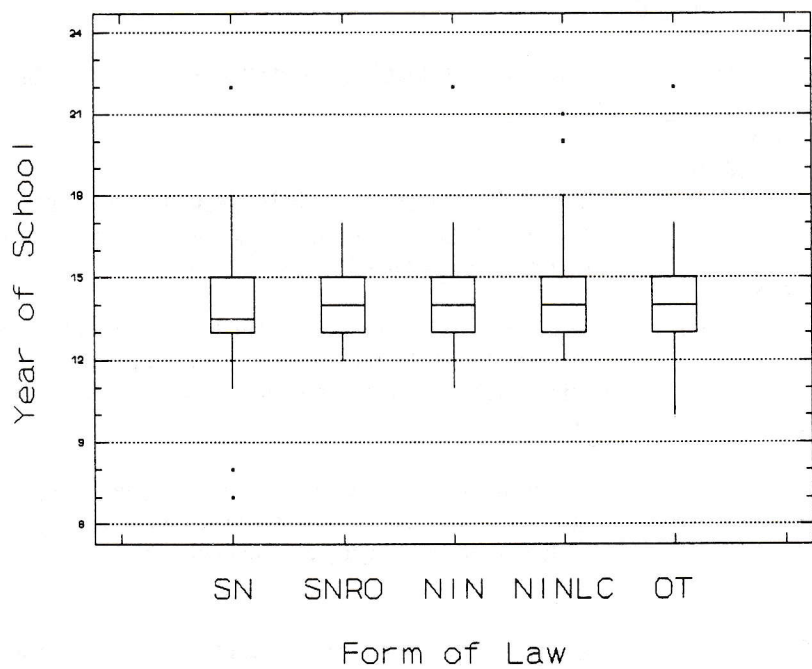 24
21
18
15
12
9
6
Year of School
SN SNRO NIN NINLC OT
Form of Law